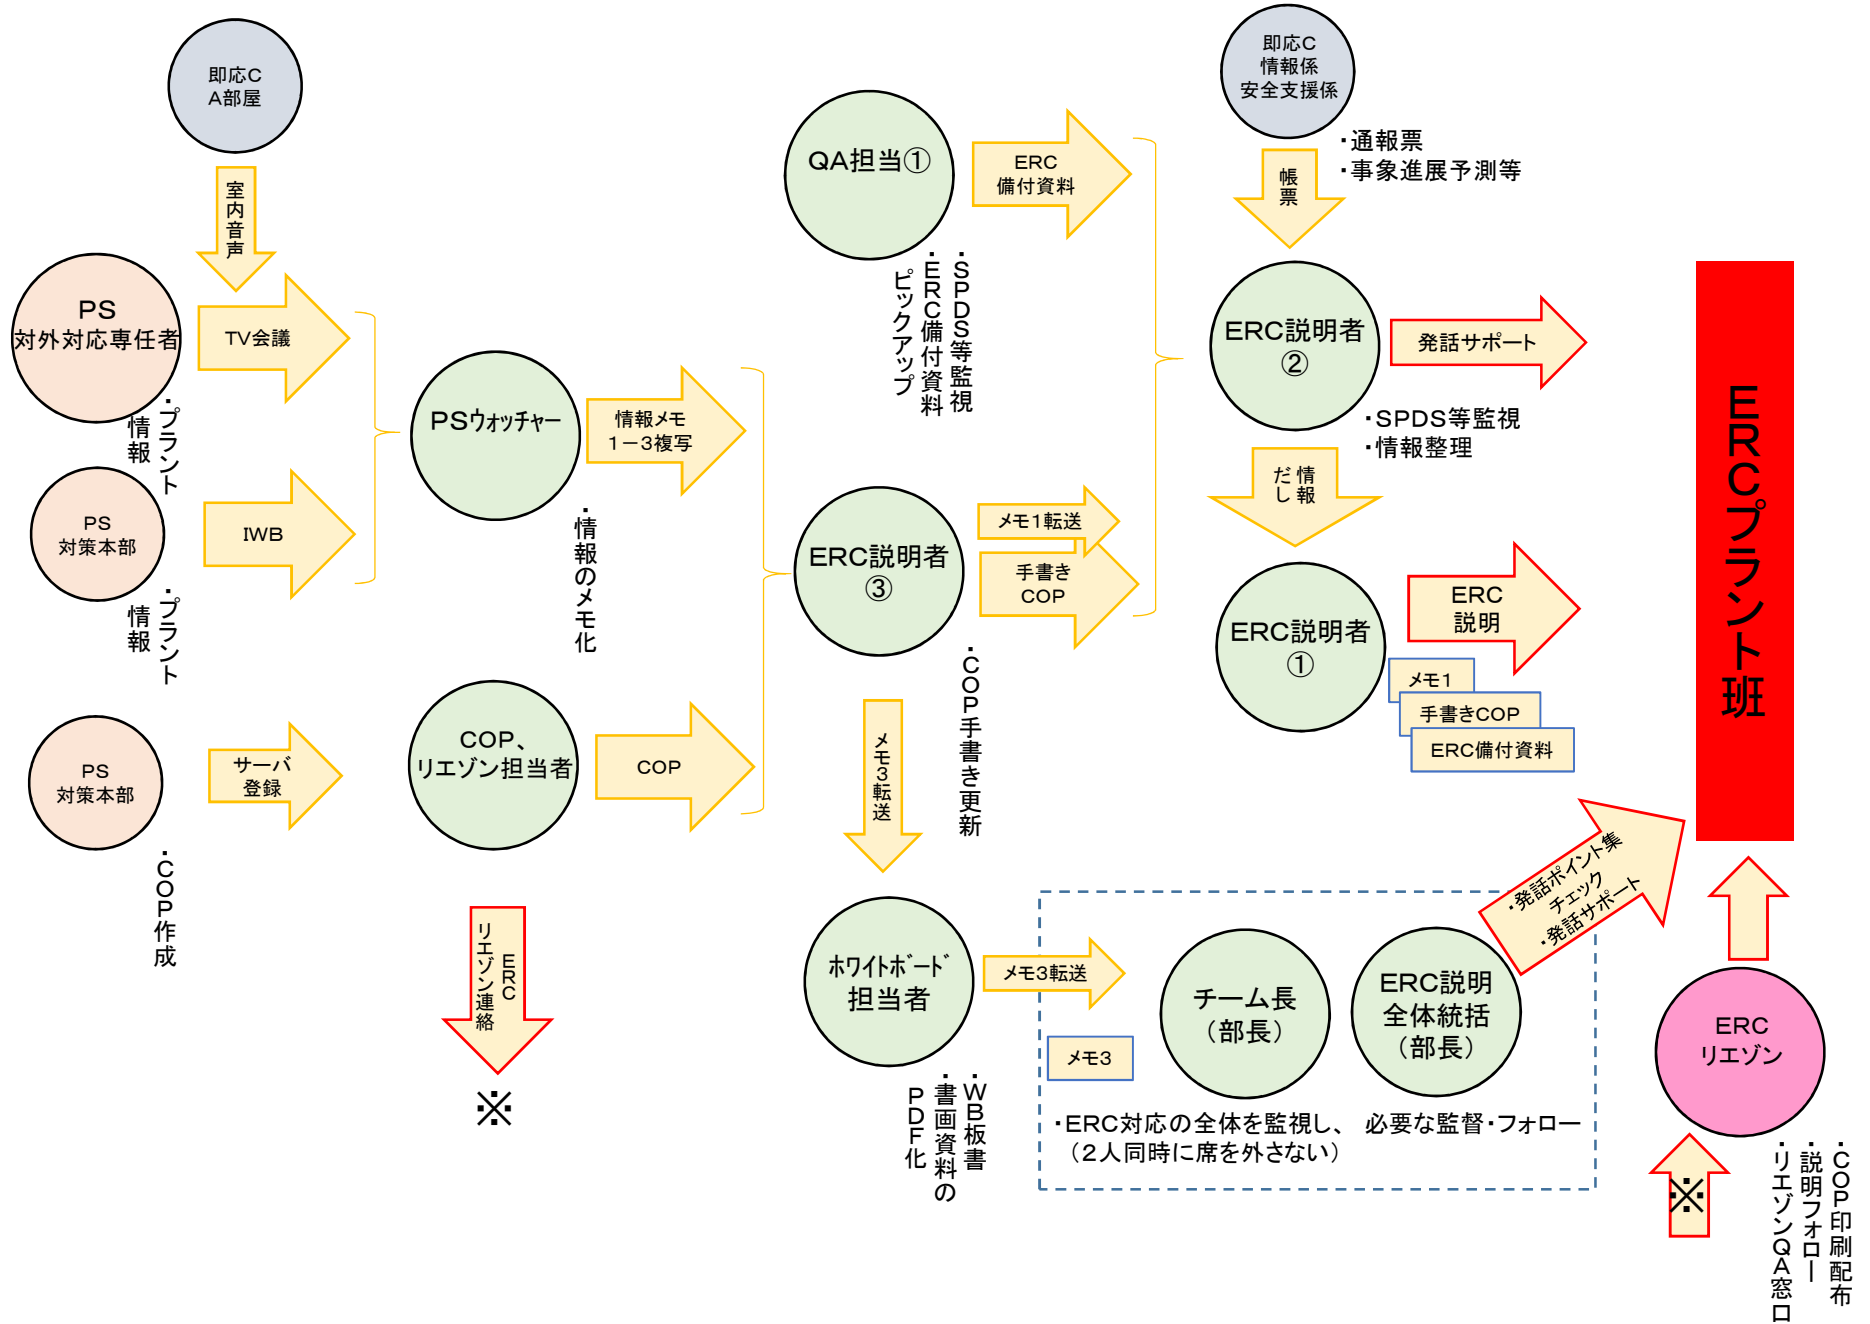 即応C
A部屋
室内音声
PS
対外対応専任者
・プラント
情報
TV会議
PS
対策本部
・プラント
情報
IWB
PS
対策本部
・COP作成
サーバ
登録
PSウォッチャー
・情報のメモ化
情報メモ
1-3複写
COP、
リエゾン担当者
COP
ERC
リエゾン連絡
※
QA担当①
・SPDS等監視
・ERC備付資料
ピックアップ
ERC
備付資料
ERC説明者
③
・COP手書き更新
メモ1転送
手書き
COP
メモ3転送
ホワイトボード
担当者
・WB板書
・書画資料の
PDF化
メモ3転送
メモ3
チーム長
(部長)
ERC説明
全体統括
(部長)
・ERC対応の全体を監視し、 必要な監督・フォロー
(2人同時に席を外さない)
即応C
情報係
安全支援係
・通報票
・事象進展予測等
帳票
ERC説明者
②
・SPDS等監視
・情報整理
発話サポート
情報
だし
ERC説明者
①
ERC
説明
メモ1
手書きCOP
ERC備付資料
・発話ポイント集
チェック
・発話サポート
ERCプラント班
ERC
リエゾン
※
・COP印刷配布
・説明フォロー
・リエゾンQA窓口